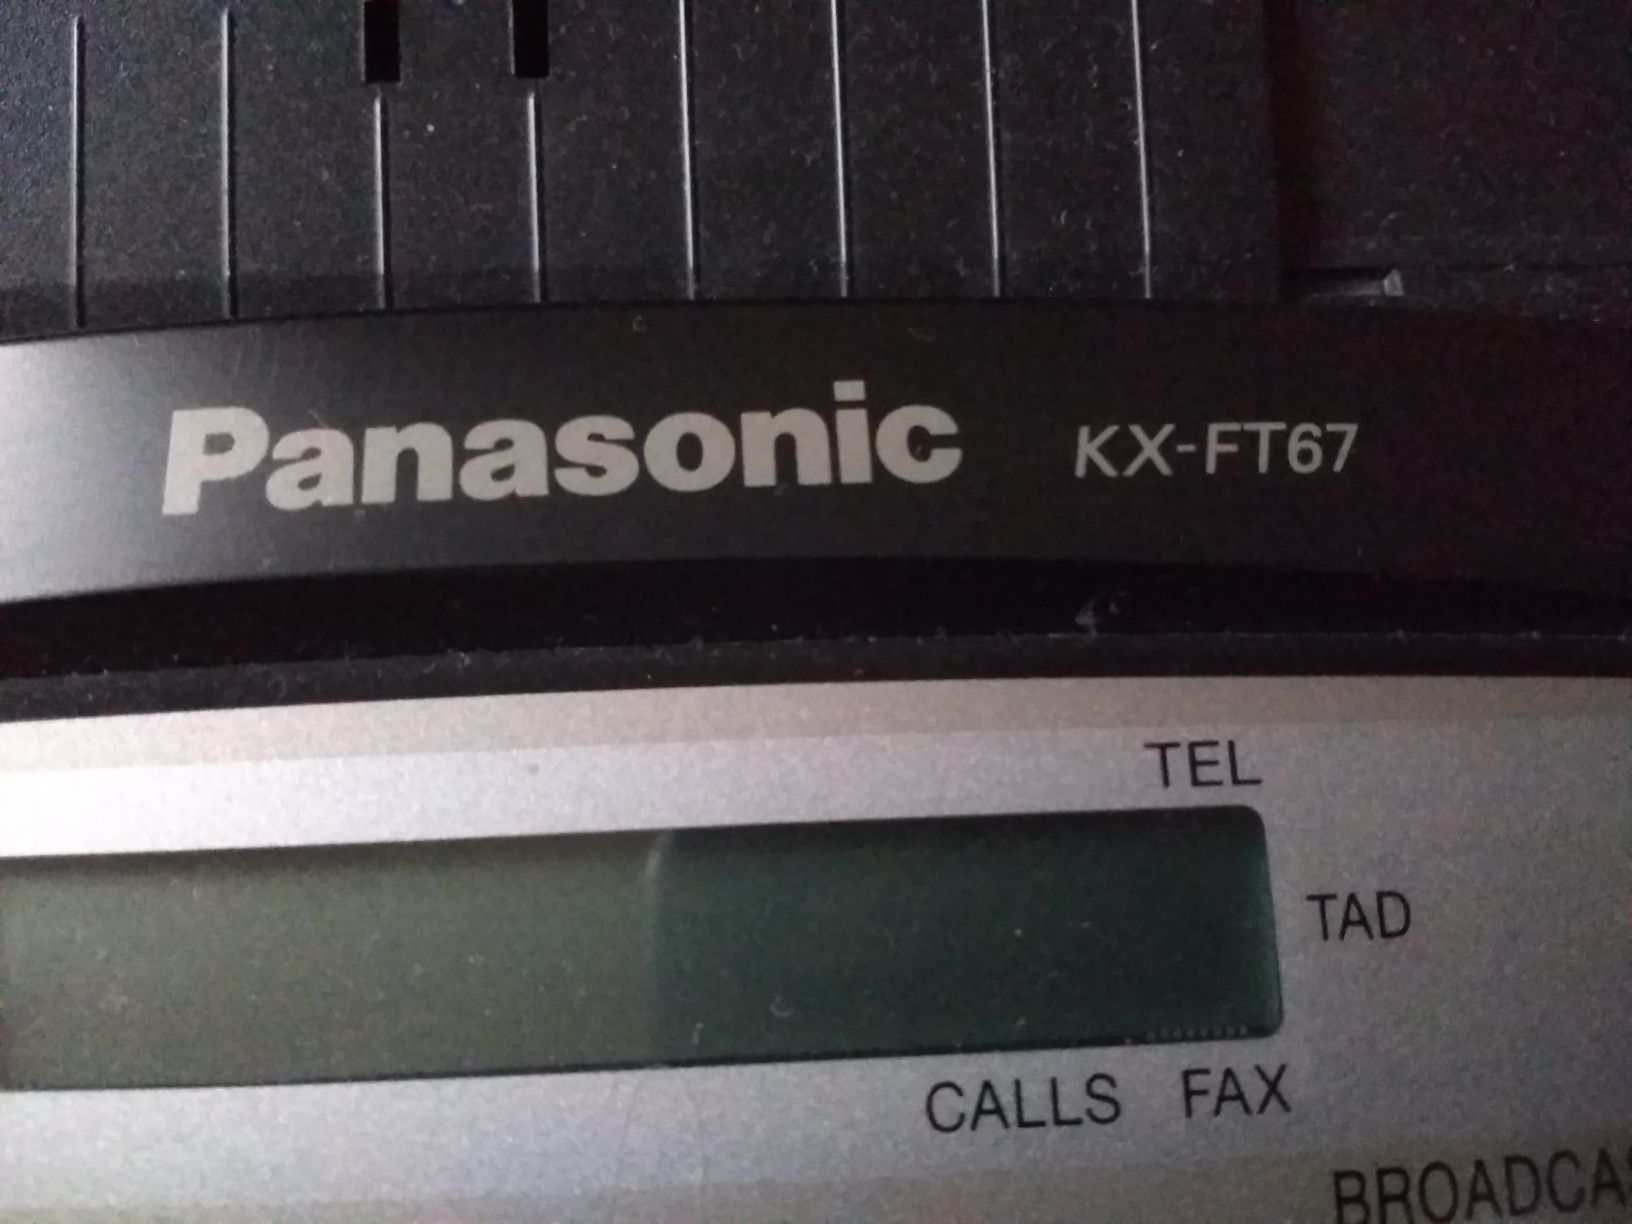 Panasonic KX-FT67
TEL
TAD
CALLS FAX